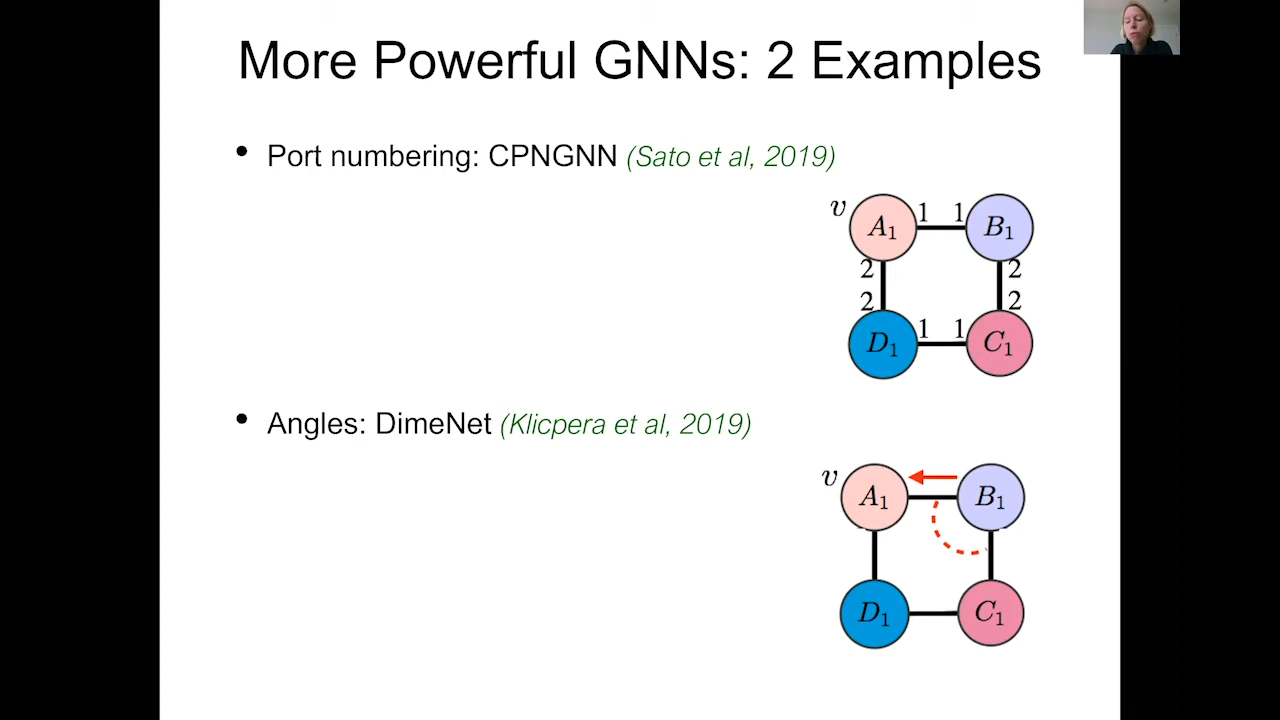 More Powerful GNNs: 2 Examples
• Port numbering: CPNGNN (Sato et al, 2019)
v A₁ 1 1 B₁
2 2
2 2
D₁ 1 1 C₁
• Angles: DimeNet (Klicpera et al, 2019)
v A₁ B₁
D₁ C₁